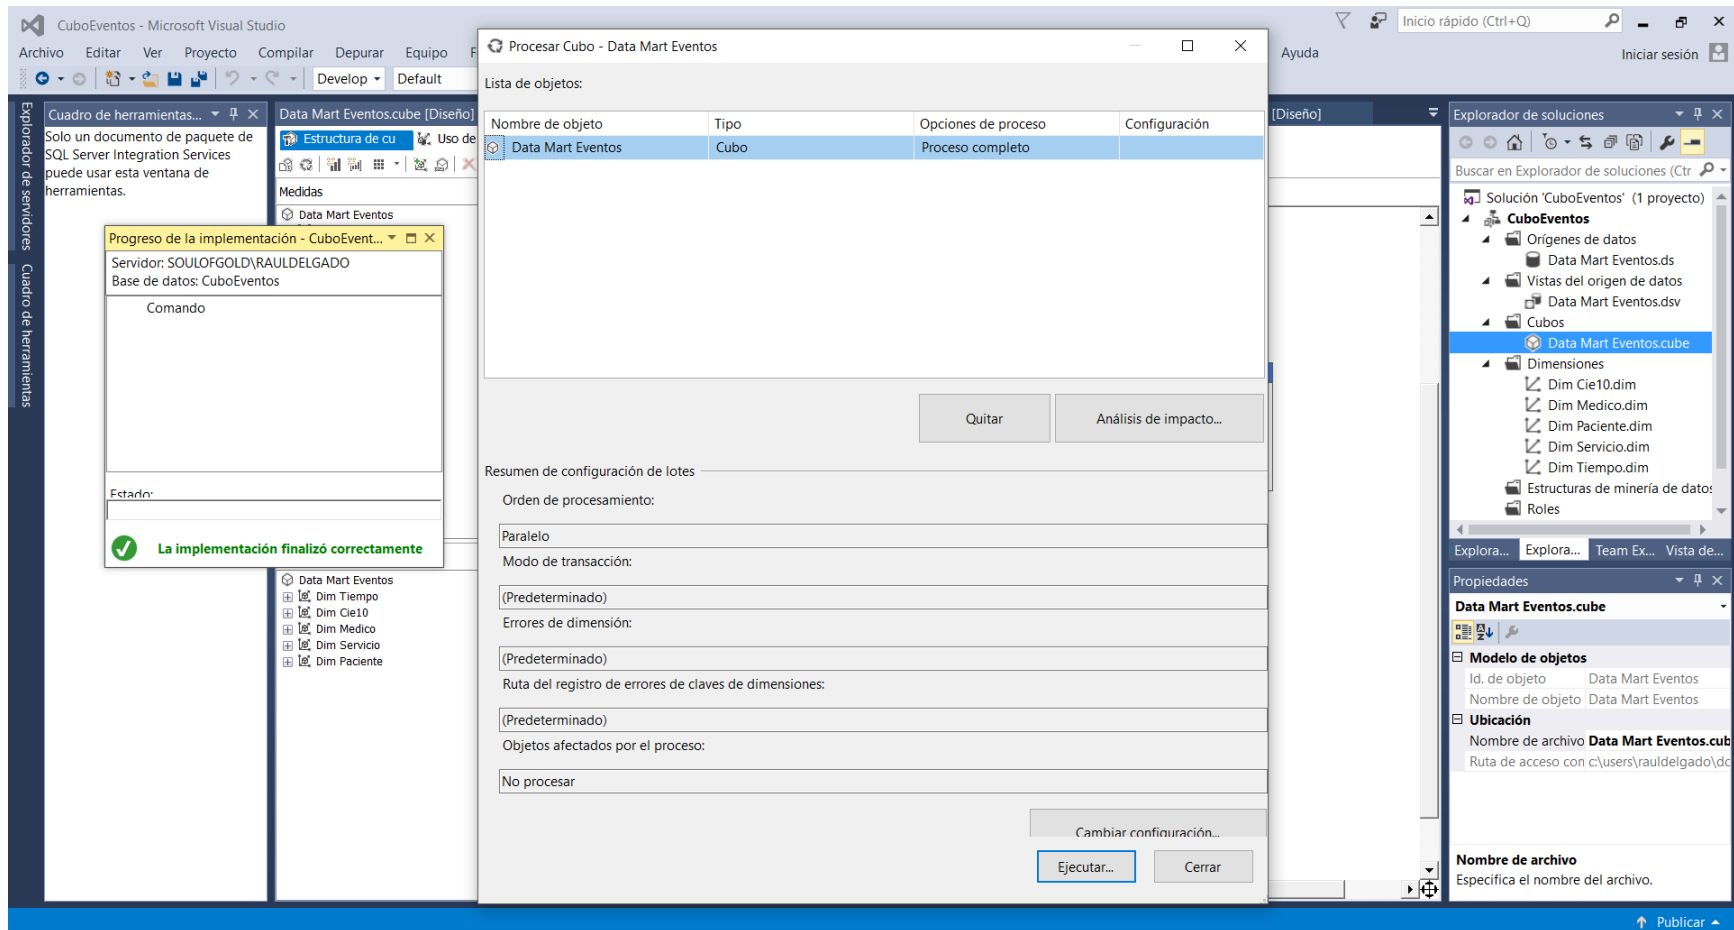 CuboEventos - Microsoft Visual Studio
Inicio rápido (Ctrl+Q)
Archivo Editar Ver Proyecto Compilar Depurar Equipo
Ayuda
Iniciar sesión
Develop
Default
Explorador de servidores
Cuadro de herramientas
Cuadro de herramientas...
Solo un documento de paquete de
SQL Server Integration Services
puede usar esta ventana de
herramientas.
Data Mart Eventos.cube [Diseño]
Estructura de cu
Uso de
Medidas
Data Mart Eventos
Progreso de la implementación - CuboEvent...
Servidor: SOULOFGOLD\RAULDELGADO
Base de datos: CuboEventos
Comando
Estado:
La implementación finalizó correctamente
Data Mart Eventos
Dim Tiempo
Dim Cie10
Dim Medico
Dim Servicio
Dim Paciente
Procesar Cubo - Data Mart Eventos
Lista de objetos:
Nombre de objeto Tipo Opciones de proceso Configuración
Data Mart Eventos Cubo Proceso completo
Quitar
Análisis de impacto...
Resumen de configuración de lotes
Orden de procesamiento:
Paralelo
Modo de transacción:
(Predeterminado)
Errores de dimensión:
(Predeterminado)
Ruta del registro de errores de claves de dimensiones:
(Predeterminado)
Objetos afectados por el proceso:
No procesar
Cambiar configuración...
Ejecutar...
Cerrar
[Diseño]
Explorador de soluciones
Buscar en Explorador de soluciones (Ctr
Solución 'CuboEventos' (1 proyecto)
CuboEventos
Orígenes de datos
Data Mart Eventos.ds
Vistas del origen de datos
Data Mart Eventos.dsv
Cubos
Data Mart Eventos.cube
Dimensiones
Dim Cie10.dim
Dim Medico.dim
Dim Paciente.dim
Dim Servicio.dim
Dim Tiempo.dim
Estructuras de minería de datos
Roles
Explora... Explora... Team Ex... Vista de...
Propiedades
Data Mart Eventos.cube
Modelo de objetos
Id. de objeto Data Mart Eventos
Nombre de objeto Data Mart Eventos
Ubicación
Nombre de archivo Data Mart Eventos.cub
Ruta de acceso con c:\users\rauldelgado\dc
Nombre de archivo
Especifica el nombre del archivo.
Publicar